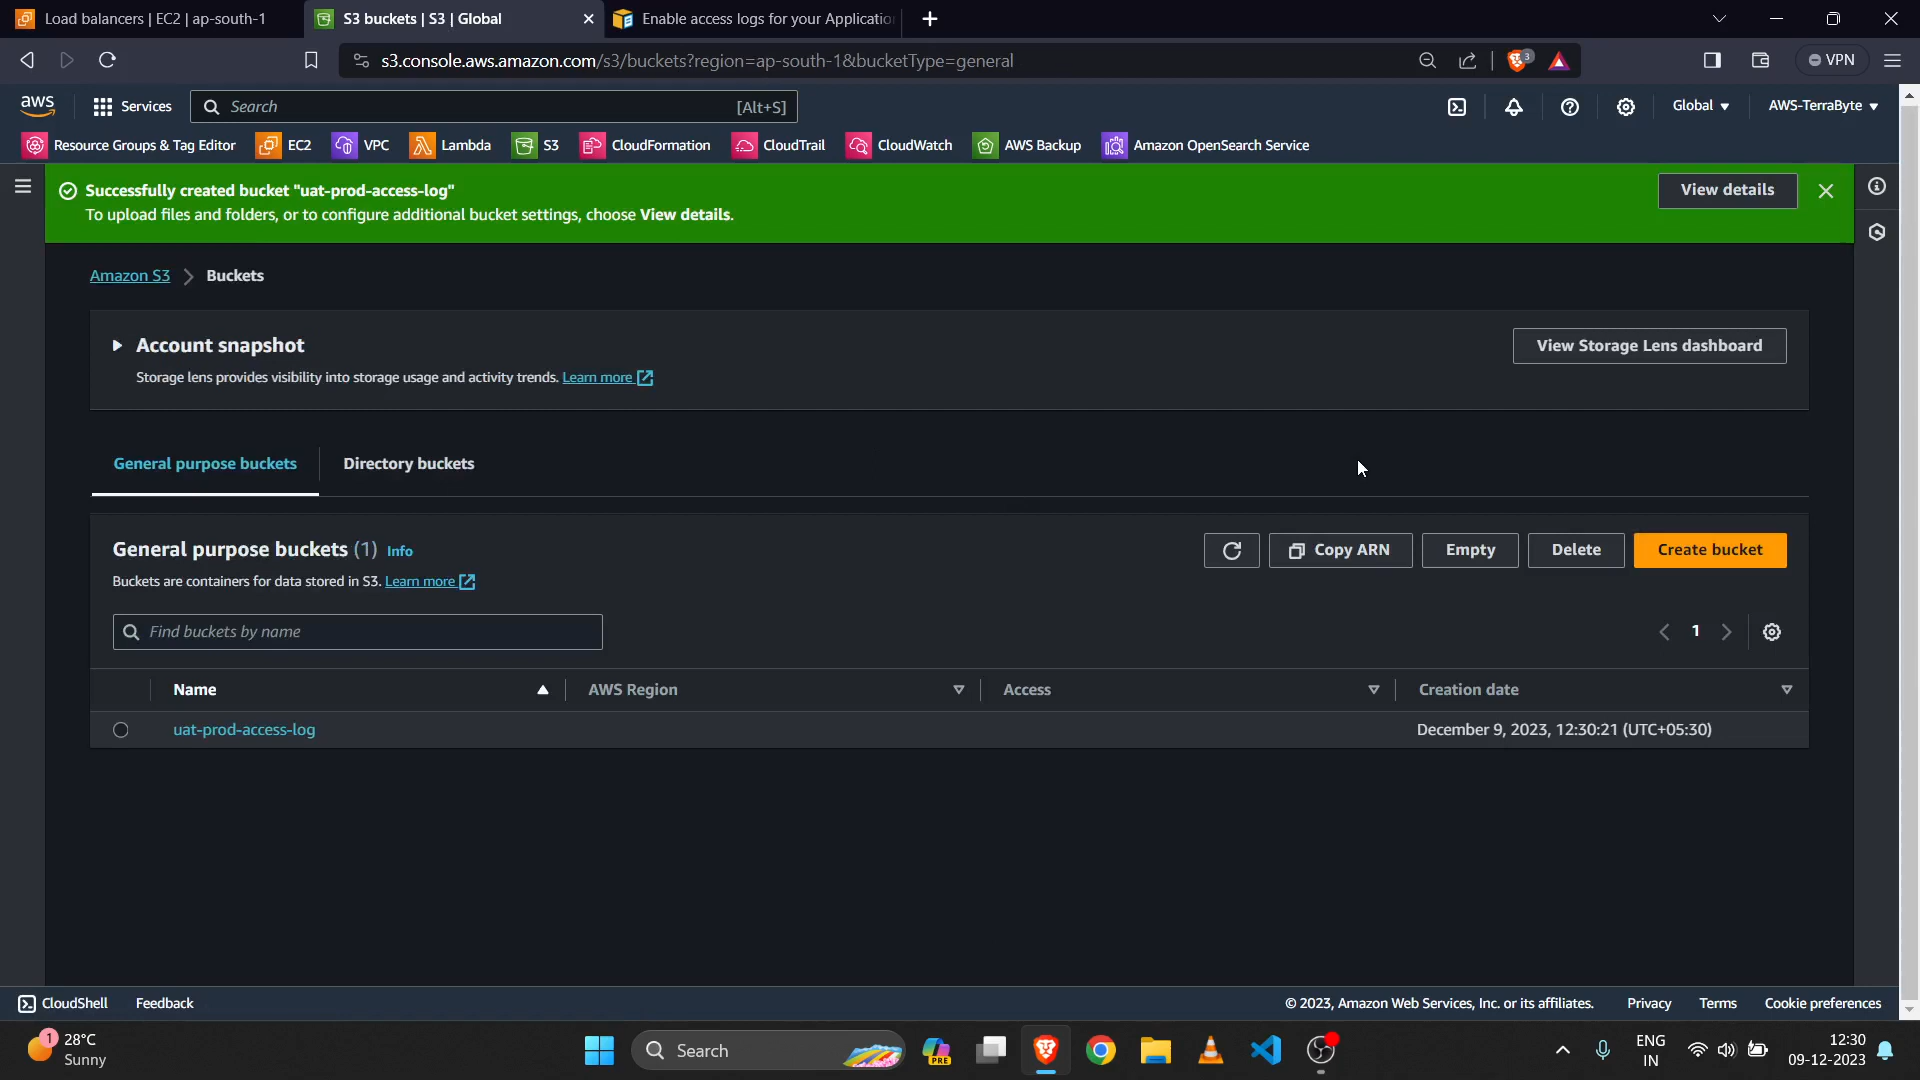 Load balancers | EC2 | ap-south-1
S3 buckets | S3 | Global
Enable access logs for your Applicatio
s3.console.aws.amazon.com/s3/buckets?region=ap-south-1&bucketType=general
3
VPN
aws
Services
Search
[Alt+S]
Global
AWS-TerraByte
Resource Groups & Tag Editor
EC2
VPC
Lambda
S3
CloudFormation
CloudTrail
CloudWatch
AWS Backup
Amazon OpenSearch Service
Successfully created bucket "uat-prod-access-log"
To upload files and folders, or to configure additional bucket settings, choose View details.
View details
Amazon S3
Buckets
Account snapshot
Storage lens provides visibility into storage usage and activity trends. Learn more
View Storage Lens dashboard
General purpose buckets
Directory buckets
General purpose buckets (1) Info
Buckets are containers for data stored in S3. Learn more
Copy ARN
Empty
Delete
Create bucket
Find buckets by name
1
Name
AWS Region
Access
Creation date
uat-prod-access-log
December 9, 2023, 12:30:21 (UTC+05:30)
CloudShell
Feedback
© 2023, Amazon Web Services, Inc. or its affiliates.
Privacy
Terms
Cookie preferences
1
28°C
Sunny
Search
PRE
ENG
IN
12:30
09-12-2023